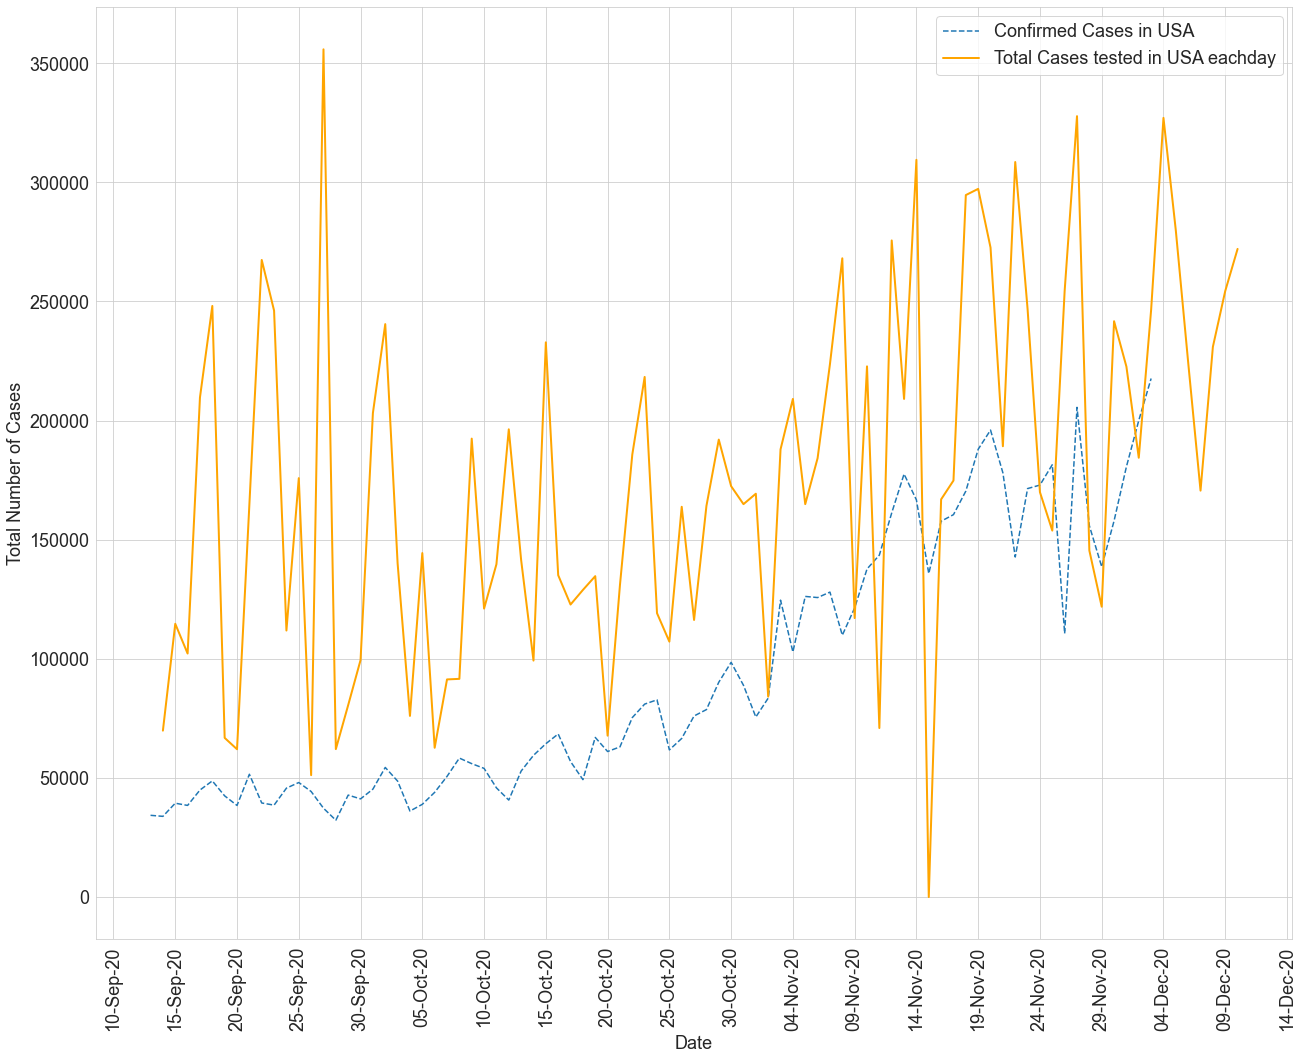 Confirmed Cases in USA
Total Cases tested in USA eachday
Total Number of Cases
350000
300000
250000
200000
150000
100000
50000
0
10-Sep-20
15-Sep-20
20-Sep-20
25-Sep-20
30-Sep-20
05-Oct-20
10-Oct-20
15-Oct-20
20-Oct-20
25-Oct-20
30-Oct-20
04-Nov-20
09-Nov-20
14-Nov-20
19-Nov-20
24-Nov-20
29-Nov-20
04-Dec-20
09-Dec-20
14-Dec-20
Date